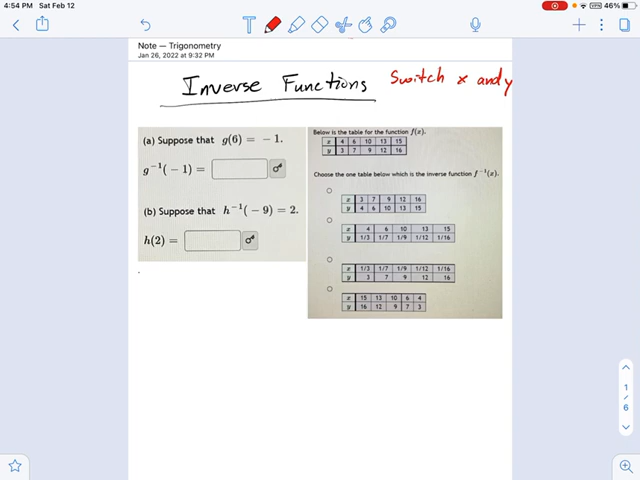 4:54 PM Sat Feb 12
46%
Note — Trigonometry
Jan 26, 2022 at 9:32 PM
Inverse Functions Switch x and y
(a) Suppose that g(6) = −1.
g⁻¹(−1) =
(b) Suppose that h⁻¹(−9) = 2.
h(2) =
Below is the table for the function f(x).
x 4 6 10 13 15
y 3 7 9 12 16
Choose the one table below which is the inverse function f⁻¹(x).
x 3 7 9 12 16
y 4 6 10 13 15
x 4 6 10 13 15
y 1/3 1/7 1/9 1/12 1/16
x 1/3 1/7 1/9 1/12 1/16
y 3 7 9 12 16
x 15 13 10 6 4
y 16 12 9 7 3
1
/
6